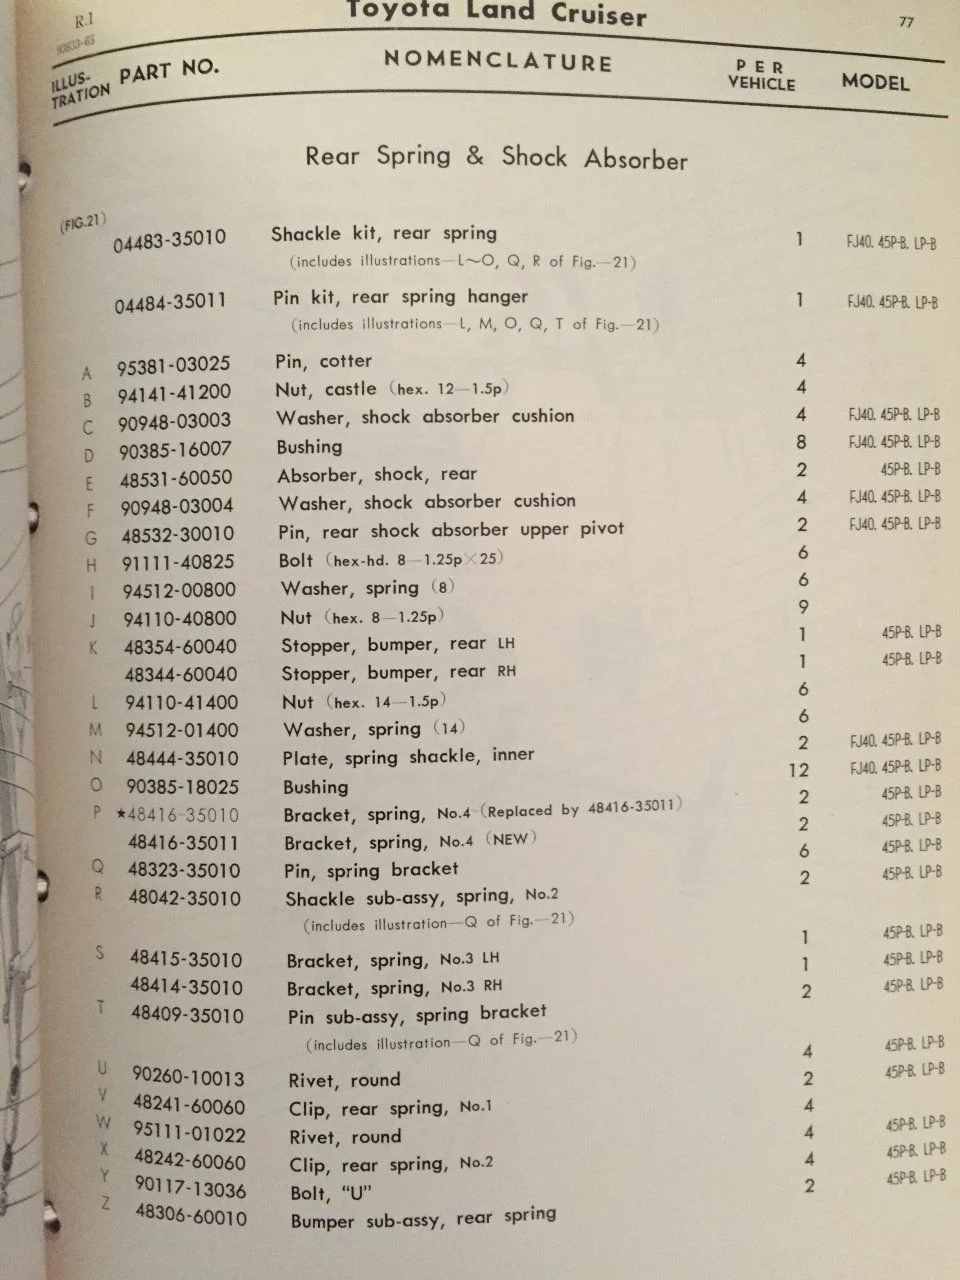 R.1
90833-65
Toyota Land Cruiser
77
ILLUS-TRATION PART NO. NOMENCLATURE PER VEHICLE MODEL
Rear Spring & Shock Absorber
(FIG.21)
04483-35010 Shackle kit, rear spring 1 FJ40. 45P-B. LP-B
(includes illustrations—L~O, Q, R of Fig.—21)
04484-35011 Pin kit, rear spring hanger 1 FJ40. 45P-B. LP-B
(includes illustrations—L, M, O, Q, T of Fig.—21)
A 95381-03025 Pin, cotter 4
B 94141-41200 Nut, castle (hex. 12—1.5p) 4
C 90948-03003 Washer, shock absorber cushion 4 FJ40. 45P-B. LP-B
D 90385-16007 Bushing 8 FJ40. 45P-B. LP-B
E 48531-60050 Absorber, shock, rear 2 45P-B. LP-B
F 90948-03004 Washer, shock absorber cushion 4 FJ40. 45P-B. LP-B
G 48532-30010 Pin, rear shock absorber upper pivot 2 FJ40. 45P-B. LP-B
H 91111-40825 Bolt (hex-hd. 8—1.25p×25) 6
I 94512-00800 Washer, spring (8) 6
J 94110-40800 Nut (hex. 8—1.25p) 9
K 48354-60040 Stopper, bumper, rear LH 1 45P-B. LP-B
48344-60040 Stopper, bumper, rear RH 1 45P-B. LP-B
L 94110-41400 Nut (hex. 14—1.5p) 6
M 94512-01400 Washer, spring (14) 6
N 48444-35010 Plate, spring shackle, inner 2 FJ40. 45P-B. LP-B
O 90385-18025 Bushing 12 FJ40. 45P-B. LP-B
P ★48416-35010 Bracket, spring, No.4 (Replaced by 48416-35011) 2 45P-B. LP-B
48416-35011 Bracket, spring, No.4 (NEW) 2 45P-B. LP-B
Q 48323-35010 Pin, spring bracket 6 45P-B. LP-B
R 48042-35010 Shackle sub-assy, spring, No.2 2 45P-B. LP-B
(includes illustration—Q of Fig.—21)
S 48415-35010 Bracket, spring, No.3 LH 1 45P-B. LP-B
48414-35010 Bracket, spring, No.3 RH 1 45P-B. LP-B
T 48409-35010 Pin sub-assy, spring bracket 2 45P-B. LP-B
(includes illustration—Q of Fig.—21)
U 90260-10013 Rivet, round 4 45P-B. LP-B
V 48241-60060 Clip, rear spring, No.1 2 45P-B. LP-B
W 95111-01022 Rivet, round 4
X 48242-60060 Clip, rear spring, No.2 4 45P-B. LP-B
Y 90117-13036 Bolt, "U" 4 45P-B. LP-B
Z 48306-60010 Bumper sub-assy, rear spring 2 45P-B. LP-B